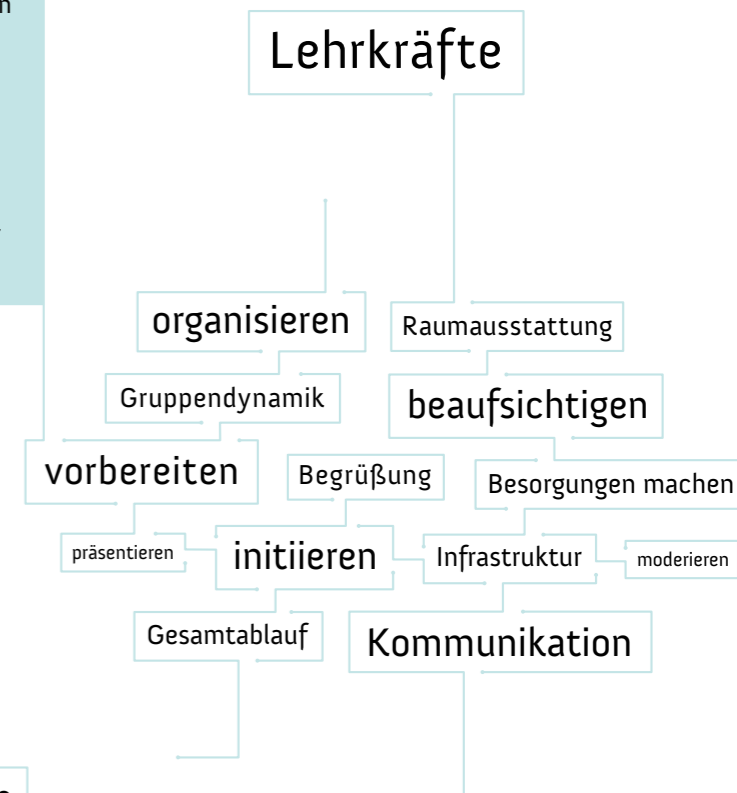 Lehrkräfte
organisieren
Raumausstattung
Gruppendynamik
beaufsichtigen
vorbereiten
Begrüßung
Besorgungen machen
präsentieren
initiieren
Infrastruktur
moderieren
Gesamtablauf
Kommunikation